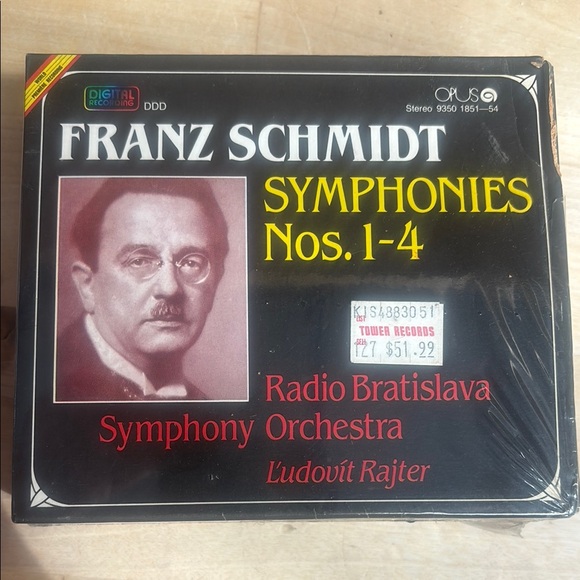 DIGITAL
RECORDING
DDD
OPUS
Stereo 9350 1851—54
FRANZ SCHMIDT
SYMPHONIES
Nos. 1-4
TOWER RECORDS
$51.99
Radio Bratislava
Symphony Orchestra
Ľudovít Rajter